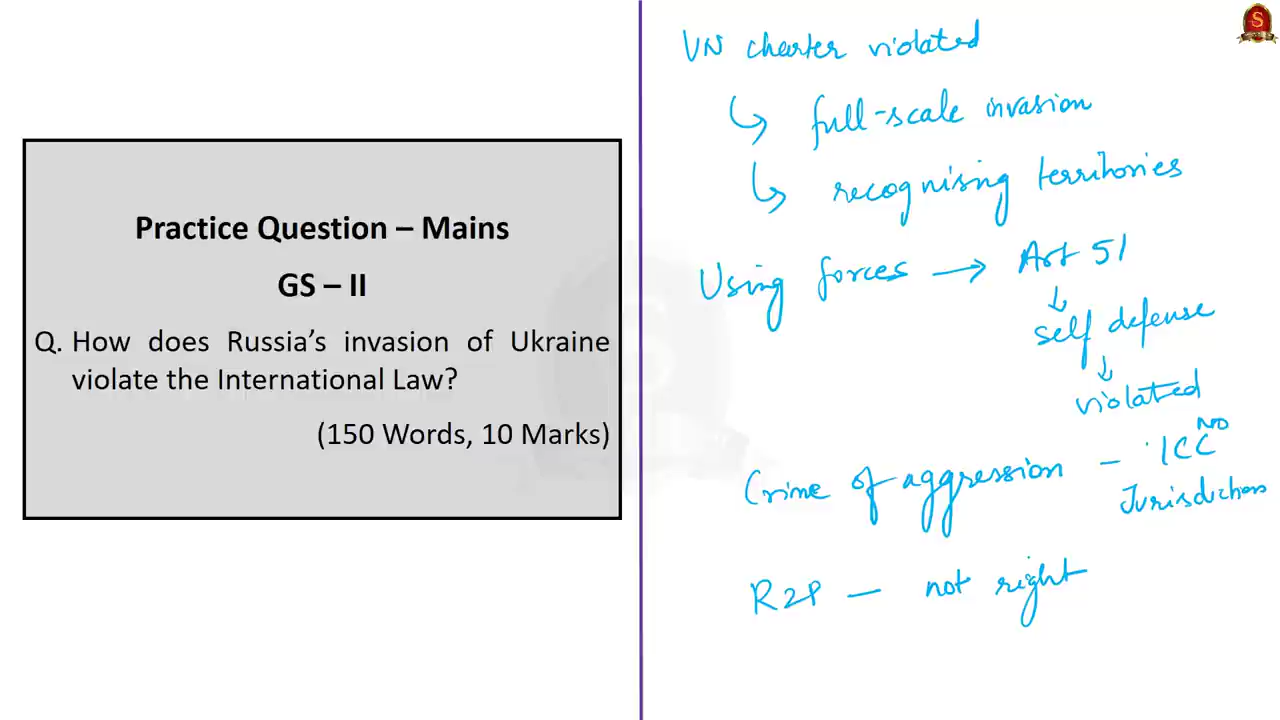 Practice Question – Mains
GS – II
Q. How does Russia's invasion of Ukraine
violate the International Law?
(150 Words, 10 Marks)
UN charter violated
↳ full-scale invasion
↳ recognising territories
Using forces → Art 51
↓
self defense
↓
violated
Crime of aggression – ICC NO
Jurisduction
R2P – not right
S